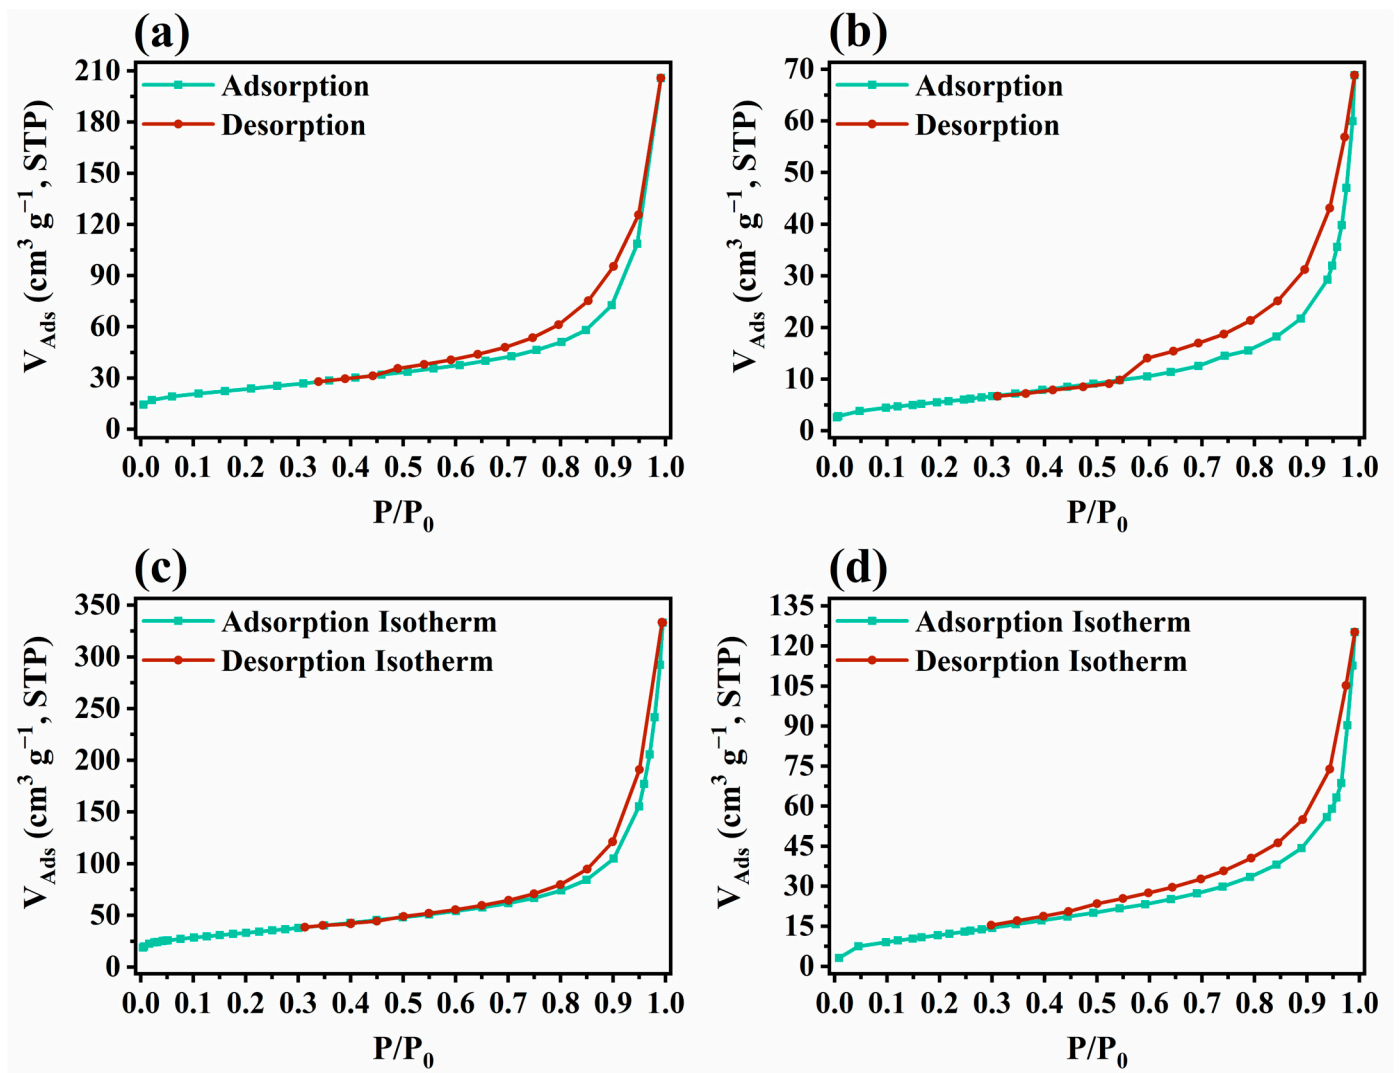 (a)
Adsorption
Desorption
V_Ads (cm³ g⁻¹, STP)
210
180
150
120
90
60
30
0
0.0 0.1 0.2 0.3 0.4 0.5 0.6 0.7 0.8 0.9 1.0
P/P₀
(b)
Adsorption
Desorption
V_Ads (cm³ g⁻¹, STP)
70
60
50
40
30
20
10
0
0.0 0.1 0.2 0.3 0.4 0.5 0.6 0.7 0.8 0.9 1.0
P/P₀
(c)
Adsorption Isotherm
Desorption Isotherm
V_Ads (cm³ g⁻¹, STP)
350
300
250
200
150
100
50
0
0.0 0.1 0.2 0.3 0.4 0.5 0.6 0.7 0.8 0.9 1.0
P/P₀
(d)
Adsorption Isotherm
Desorption Isotherm
V_Ads (cm³ g⁻¹, STP)
135
120
105
90
75
60
45
30
15
0
0.0 0.1 0.2 0.3 0.4 0.5 0.6 0.7 0.8 0.9 1.0
P/P₀